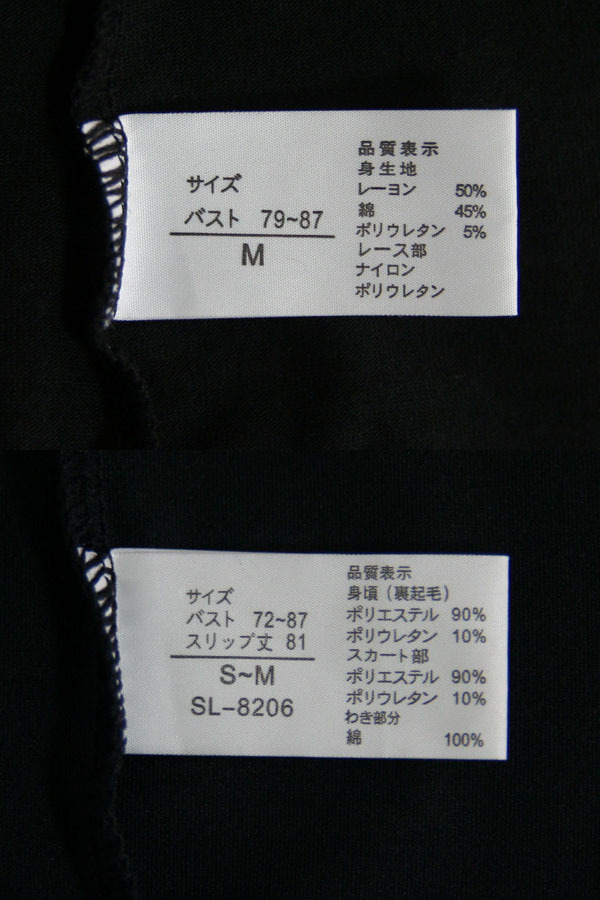 サイズ
バスト 79~87
M
品質表示
身生地
レーヨン 50%
綿 45%
ポリウレタン 5%
レース部
ナイロン
ポリウレタン
サイズ
バスト 72~87
スリップ丈 81
S~M
SL-8206
品質表示
身頃(裏起毛)
ポリエステル 90%
ポリウレタン 10%
スカート部
ポリエステル 90%
ポリウレタン 10%
わき部分
綿 100%